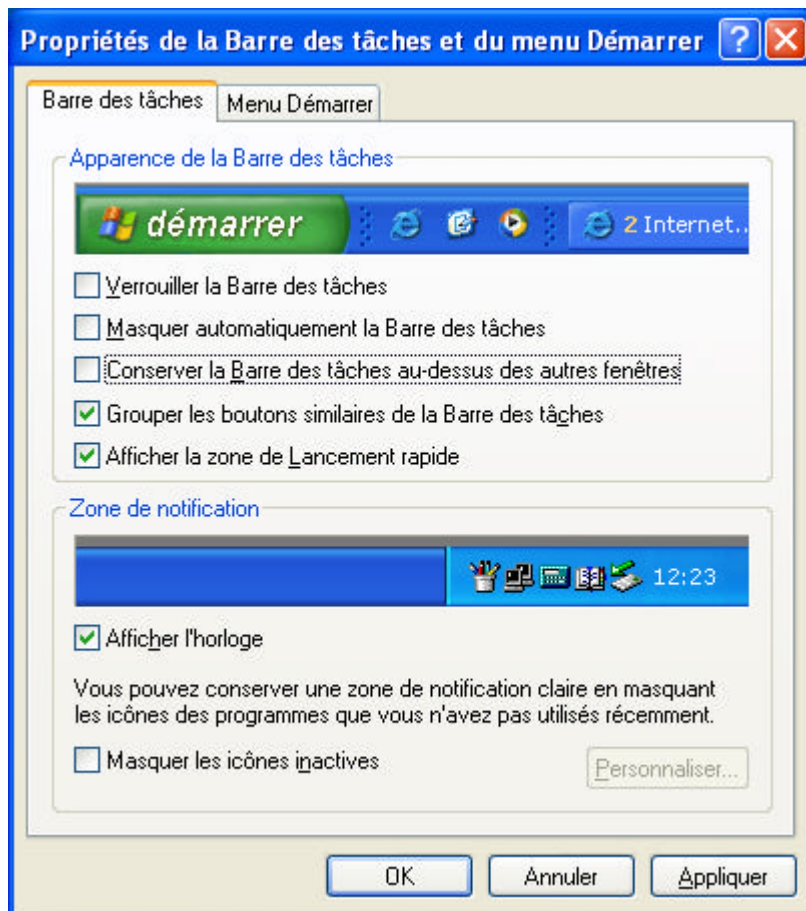 Propriétés de la Barre des tâches et du menu Démarrer
Barre des tâches
Menu Démarrer
Apparence de la Barre des tâches
démarrer
2 Internet..
Verrouiller la Barre des tâches
Masquer automatiquement la Barre des tâches
Conserver la Barre des tâches au-dessus des autres fenêtres
Grouper les boutons similaires de la Barre des tâches
Afficher la zone de Lancement rapide
Zone de notification
12:23
Afficher l'horloge
Vous pouvez conserver une zone de notification claire en masquant
les icônes des programmes que vous n'avez pas utilisés récemment.
Masquer les icônes inactives
Personnaliser...
OK
Annuler
Appliquer